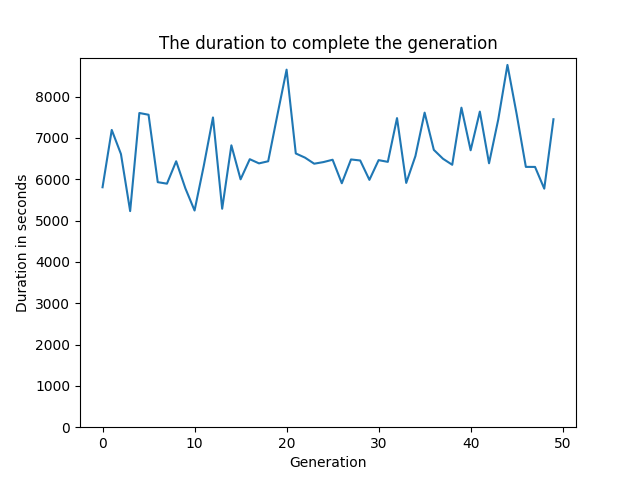 The duration to complete the generation
8000
7000
6000
5000
4000
3000
2000
1000
0
Duration in seconds
0 10 20 30 40 50
Generation